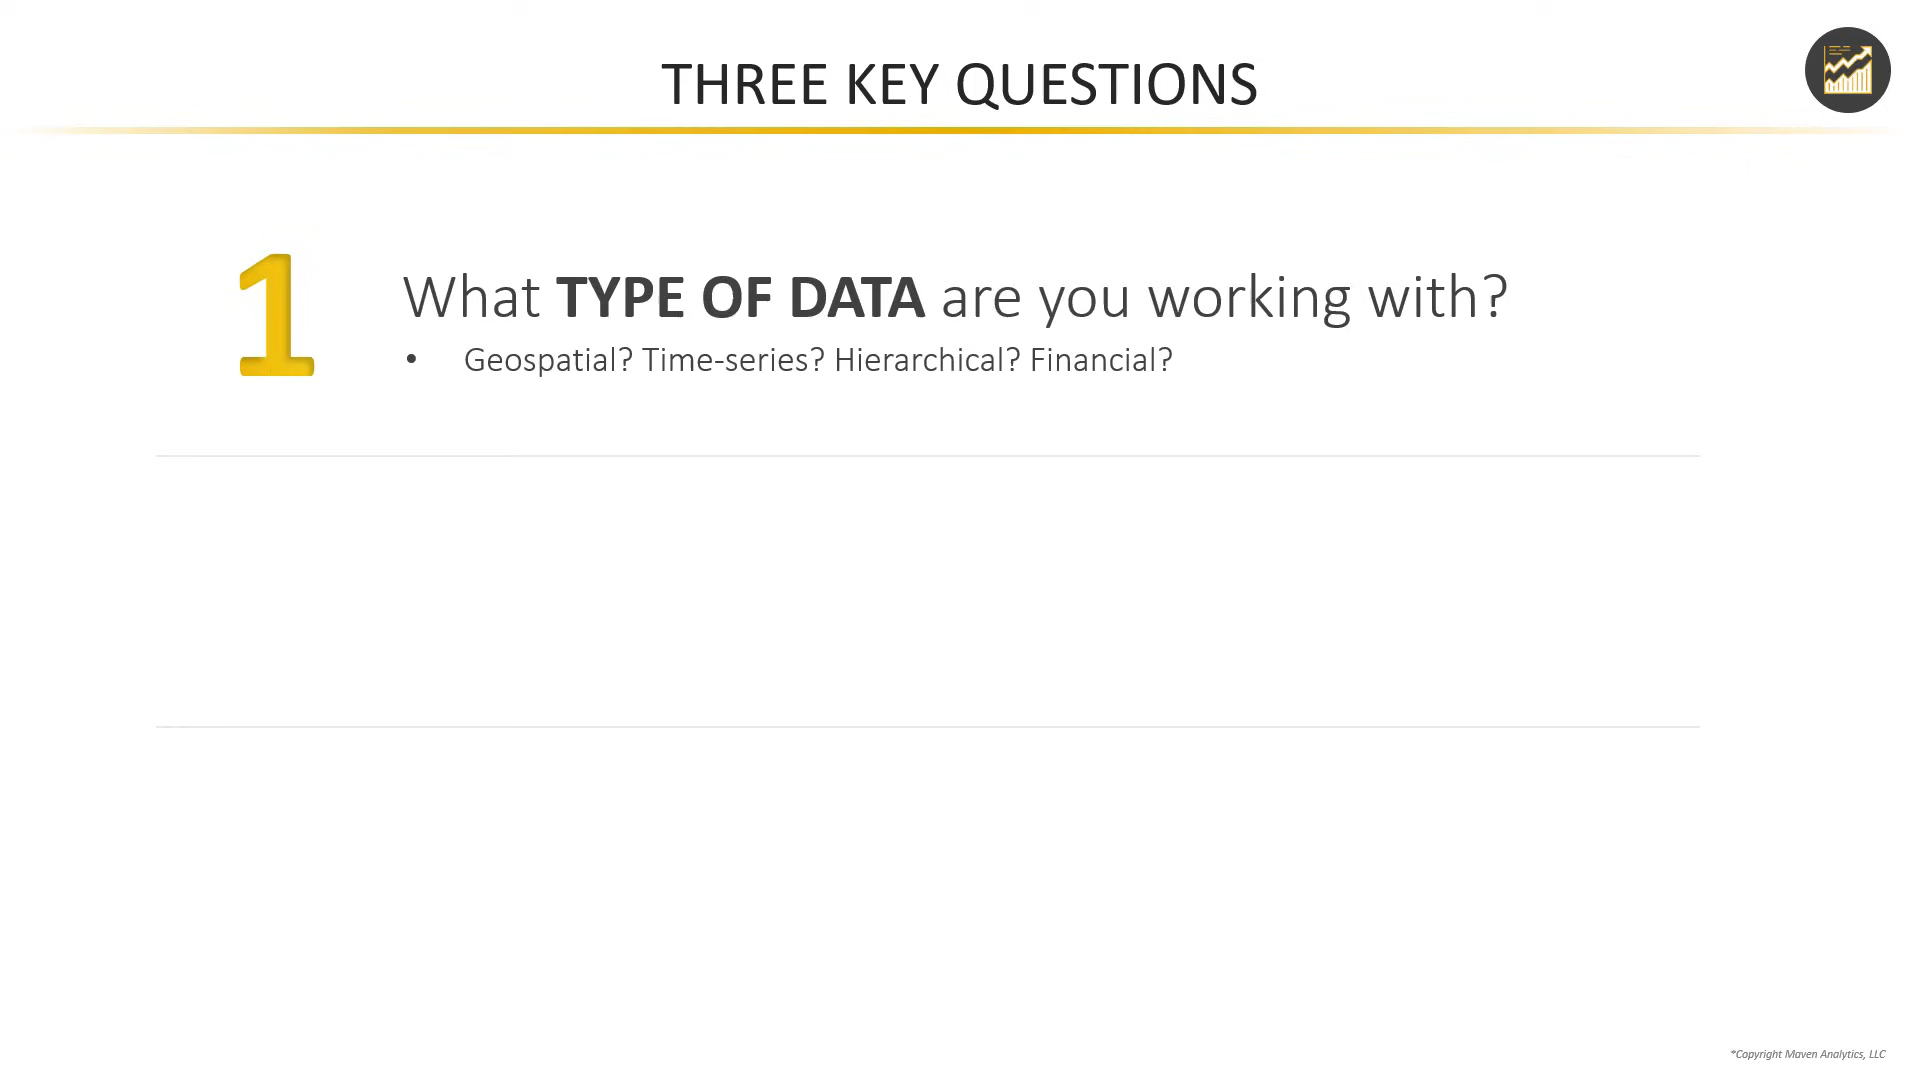 THREE KEY QUESTIONS
1
What TYPE OF DATA are you working with?
• Geospatial? Time-series? Hierarchical? Financial?
*Copyright Maven Analytics, LLC